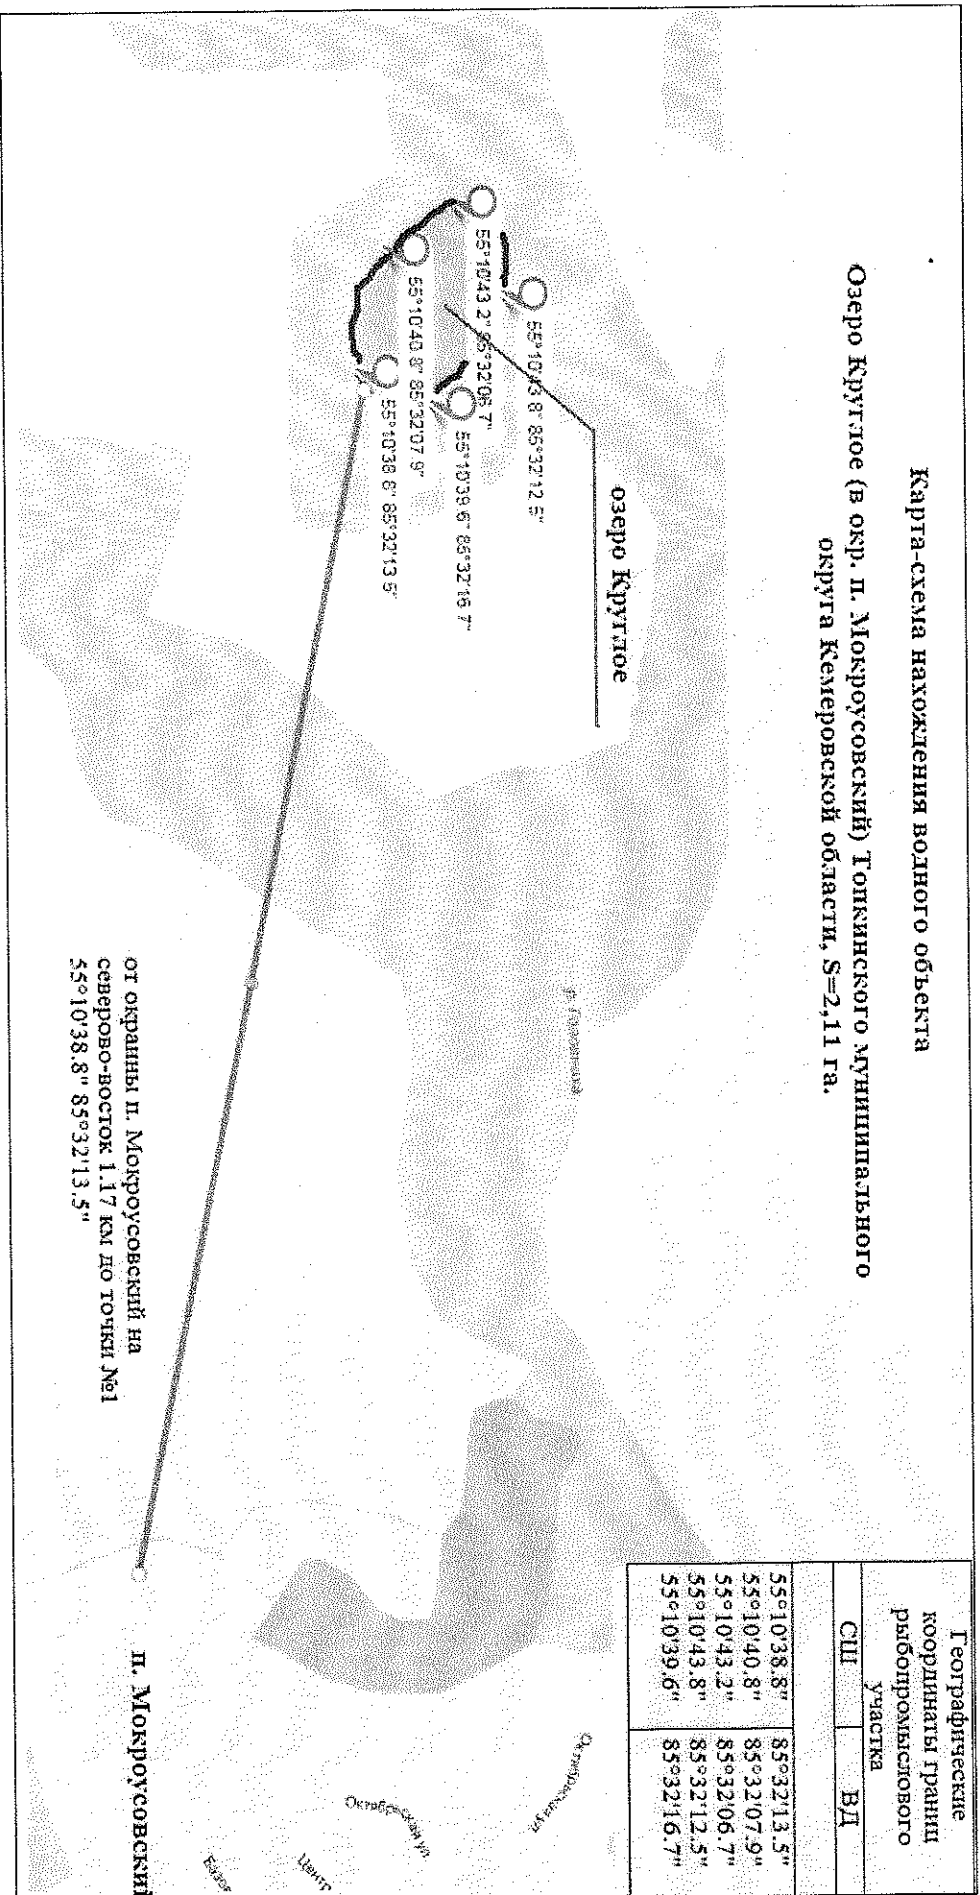 Карта-схема нахождения водного объекта
Озеро Круглое (в окр. п. Мокроусовский) Топкинского муниципального
округа Кемеровской области, S=2,11 га.
Географические
координаты границ
рыбопромыслового
участка
СШ ВД
55°10'38.8" 85°32'13.5"
55°10'40.8" 85°32'07.9"
55°10'43.2" 85°32'06.7"
55°10'43.8" 85°32'12.5"
55°10'39.6" 85°32'16.7"
озеро Круглое
55°10'43.8" 85°32'12.5"
55°10'43.2" 85°32'06.7"
55°10'39.6" 85°32'16.7"
55°10'40.8" 85°32'07.9"
55°10'38.8" 85°32'13.5"
Октябрьская ул.
Октябрьская ул.
Центр
Базов
от окраины п. Мокроусовский на
северово-восток 1.17 км до точки №1
55°10'38.8" 85°32'13.5"
п. Мокроусовский